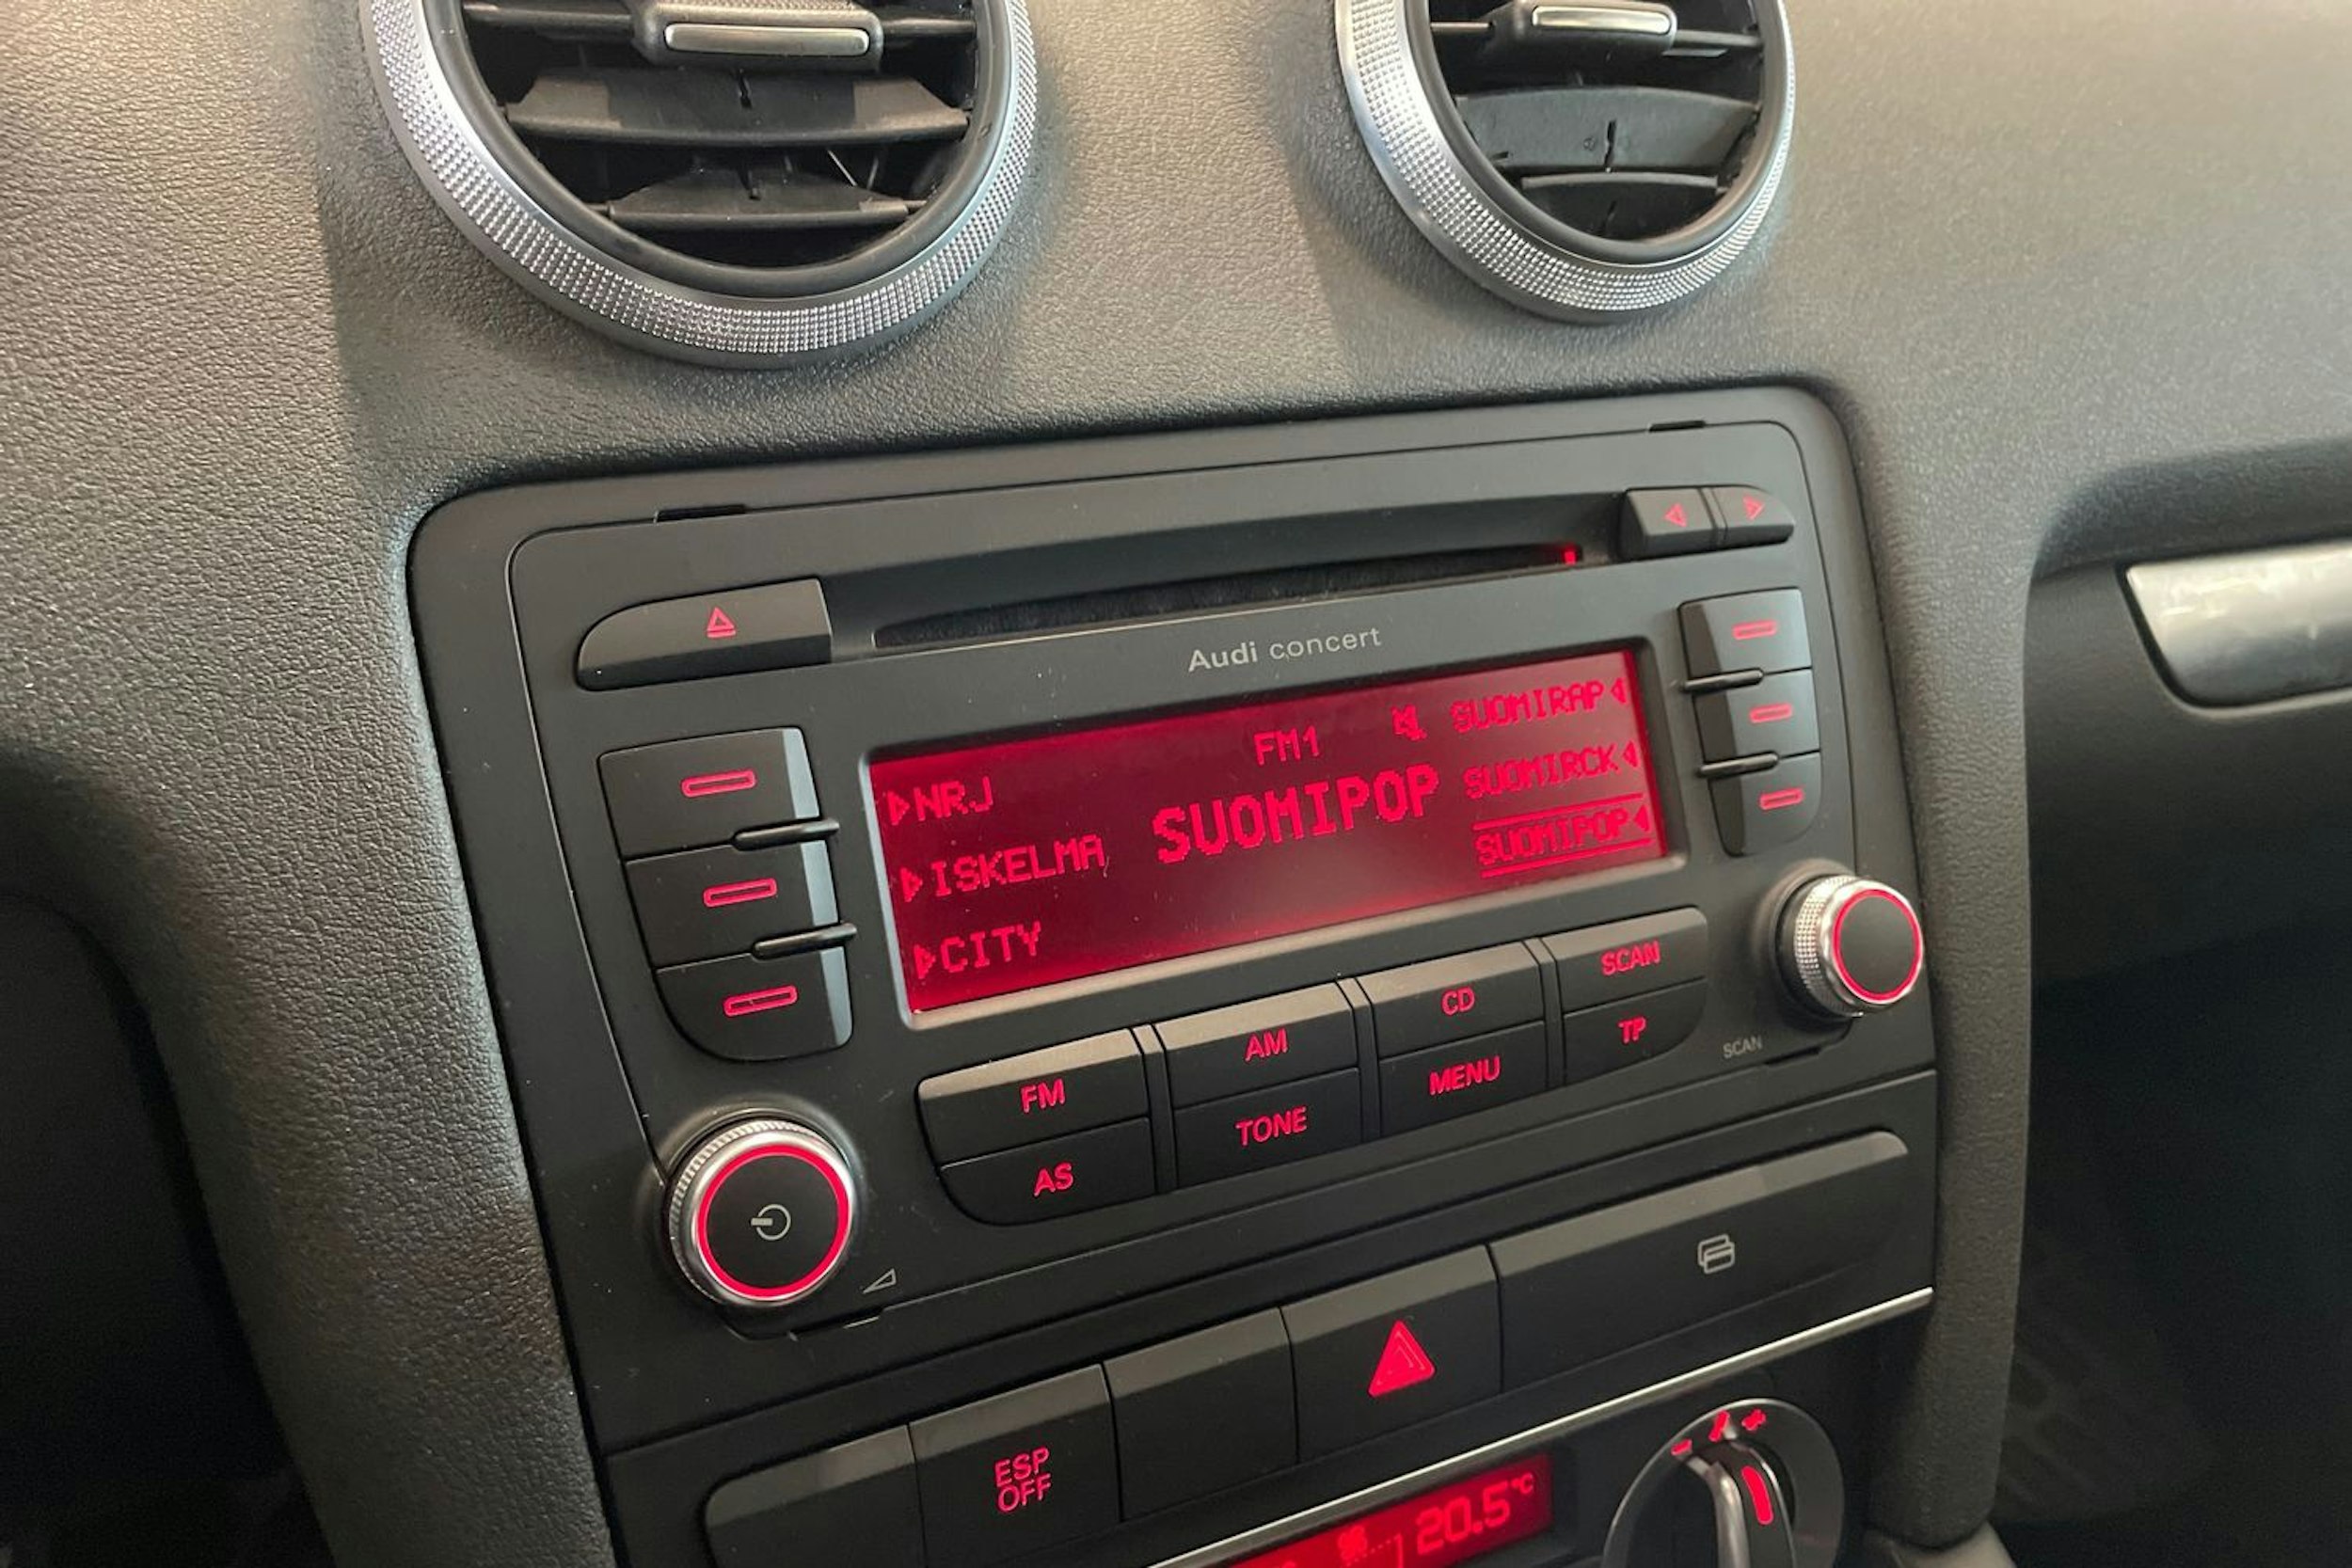 Audi concert
FM1
SUOMIRAP
NRJ
SUOMIPOP
SUOMIRCK
ISKELMA
SUOMIPOP
CITY
FM
AM
CD
SCAN
AS
TONE
MENU
TP
SCAN
ESP
OFF
20.5°C